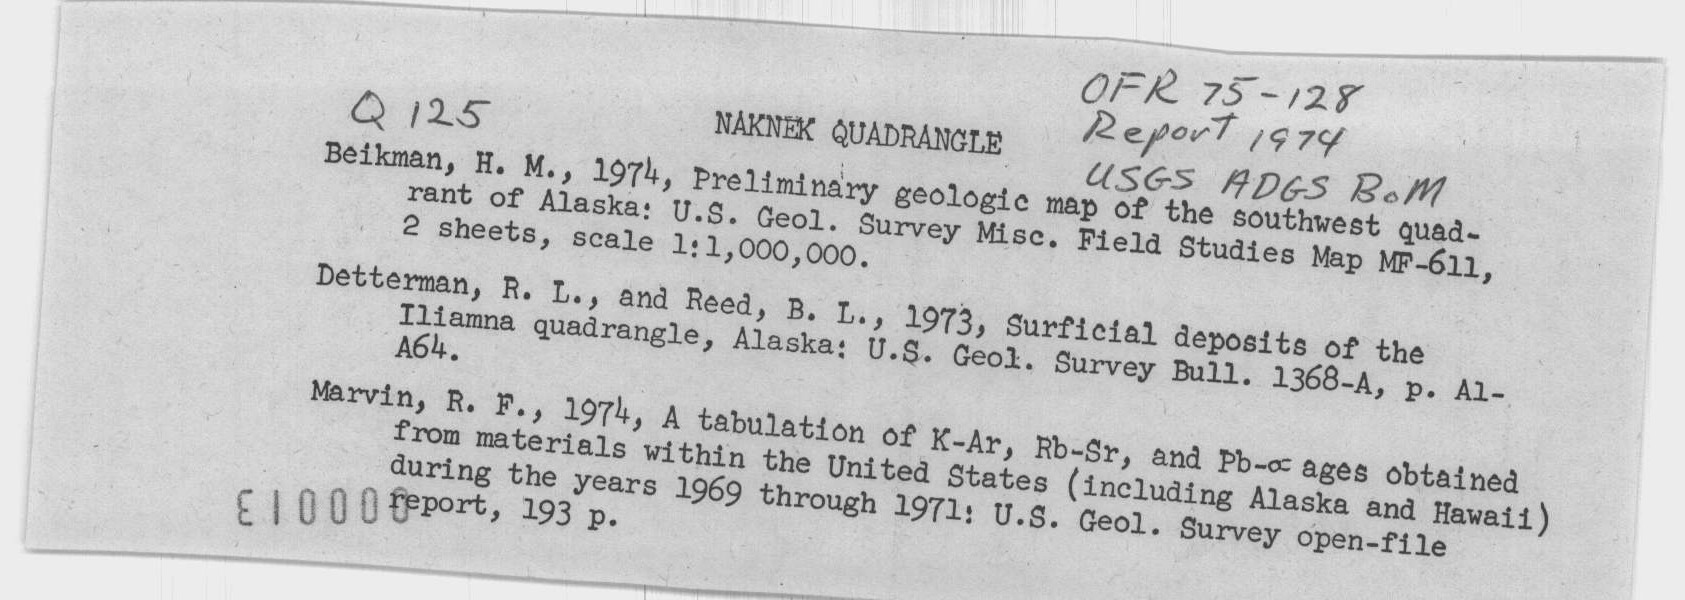 Q 125
NAKNEK QUADRANGLE
OFR 75-128
Report 1974
USGS ADGS BoM
Beikman, H. M., 1974, Preliminary geologic map of the southwest quad-
rant of Alaska: U.S. Geol. Survey Misc. Field Studies Map MF-611,
2 sheets, scale 1:1,000,000.
Detterman, R. L., and Reed, B. L., 1973, Surficial deposits of the
Iliamna quadrangle, Alaska: U.S. Geol. Survey Bull. 1368-A, p. A1-
A64.
Marvin, R. F., 1974, A tabulation of K-Ar, Rb-Sr, and Pb-∝ ages obtained
from materials within the United States (including Alaska and Hawaii)
during the years 1969 through 1971: U.S. Geol. Survey open-file
report, 193 p.
000013